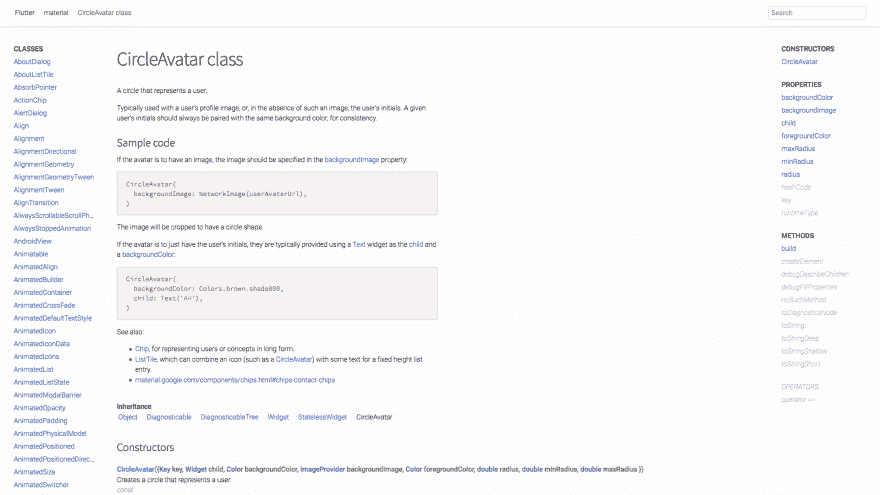 Flutter material CircleAvatar class
Search
CLASSES
AboutDialog
AboutListTile
AbsorbPointer
ActionChip
AlertDialog
Align
Alignment
AlignmentDirectional
AlignmentGeometry
AlignmentGeometryTween
AlignmentTween
AlignTransition
AlwaysScrollableScrollPh...
AlwaysStoppedAnimation
AndroidView
Animatable
AnimatedAlign
AnimatedBuilder
AnimatedContainer
AnimatedCrossFade
AnimatedDefaultTextStyle
AnimatedIcon
AnimatedIconData
AnimatedIcons
AnimatedList
AnimatedListState
AnimatedModalBarrier
AnimatedOpacity
AnimatedPadding
AnimatedPhysicalModel
AnimatedPositioned
AnimatedPositionedDirec...
AnimatedSize
AnimatedSwitcher
CircleAvatar class
A circle that represents a user.
Typically used with a user's profile image, or, in the absence of such an image, the user's initials. A given
user's initials should always be paired with the same background color, for consistency.
Sample code
If the avatar is to have an image, the image should be specified in the backgroundImage property:
CircleAvatar(
  backgroundImage: NetworkImage(userAvatarUrl),
)
The image will be cropped to have a circle shape.
If the avatar is to just have the user's initials, they are typically provided using a Text widget as the child and
a backgroundColor:
CircleAvatar(
  backgroundColor: Colors.brown.shade800,
  child: Text('AH'),
)
See also:
• Chip, for representing users or concepts in long form.
• ListTile, which can combine an icon (such as a CircleAvatar) with some text for a fixed height list
entry.
• material.google.com/components/chips.html#chips-contact-chips
Inheritance
Object Diagnosticable DiagnosticableTree Widget StatelessWidget CircleAvatar
Constructors
CircleAvatar({Key key, Widget child, Color backgroundColor, ImageProvider backgroundImage, Color foregroundColor, double radius, double minRadius, double maxRadius })
Creates a circle that represents a user.
const
CONSTRUCTORS
CircleAvatar
PROPERTIES
backgroundColor
backgroundImage
child
foregroundColor
maxRadius
minRadius
radius
hashCode
key
runtimeType
METHODS
build
createElement
debugDescribeChildren
debugFillProperties
noSuchMethod
toDiagnosticsNode
toString
toStringDeep
toStringShallow
toStringShort
OPERATORS
operator ==